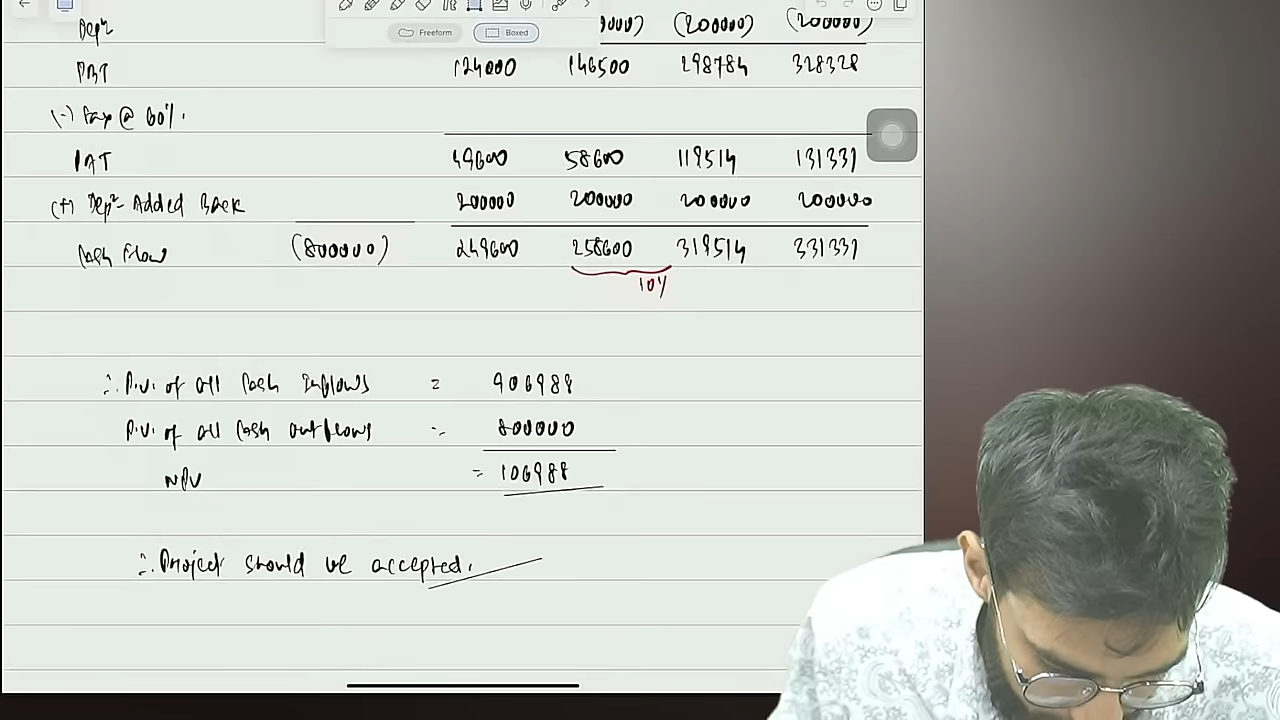 Depn 0000) (200000) (200000)
Freeform Boxed
PBT 124000 146500 298784 328328
(-) Tax @ 60%.
PAT 49600 58600 119514 131331
(+) Depn Added Back 200000 200000 200000 200000
Cash Flow (800000) 249600 258600 319514 331331
10%
∴ P.V. of all Cash Inflows = 906988
P.V. of all Cash outflows = 800000
NPV = 106988
∴ Project should be accepted.